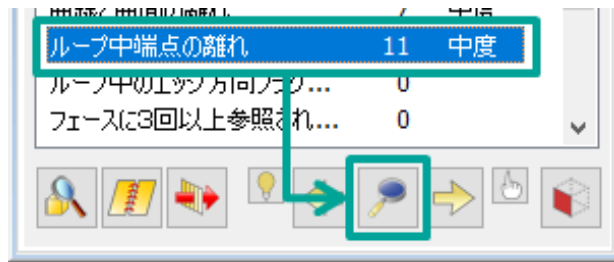 ループ中端点の離れ 11 中度
ループ中のエッジ方向フラグ... 0
フェースに3回以上参照され... 0